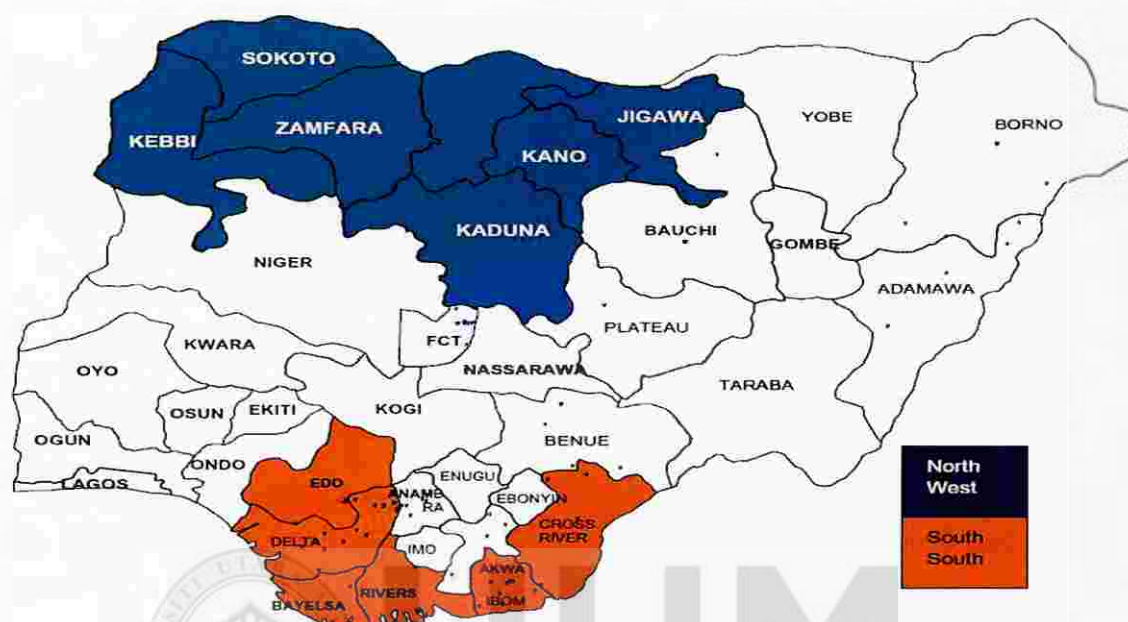 SOKOTO
KEBBI
ZAMFARA
JIGAWA
KANO
KADUNA
YOBE
BORNO
BAUCHI
GOMBE
ADAMAWA
NIGER
FCT
PLATEAU
NASSARAWA
TARABA
KWARA
OYO
OSUN
EKITI
KOGI
OGUN
LAGOS
ONDO
BENUE
EDO
ENUGU
ANAMB
RA
EBONYIN
CROSS
RIVER
DELTA
IMO
AKWA
IBOM
BAYELSA
RIVERS
North
West
South
South